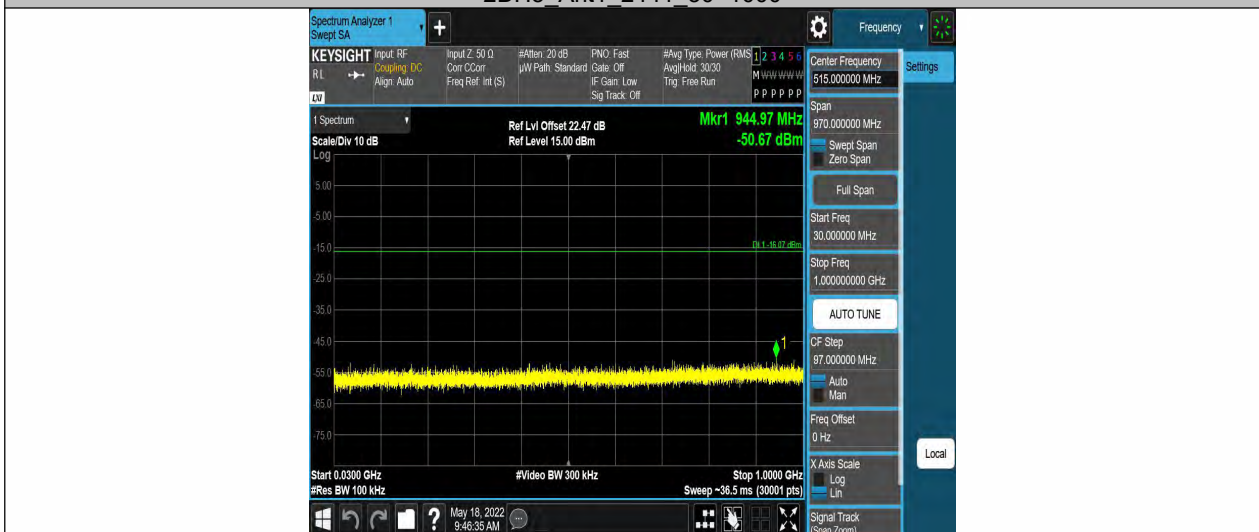 Spectrum Analyzer 1
Swept SA
Frequency
KEYSIGHT
RL
LXI
Input: RF
Coupling: DC
Align: Auto
Input Z: 50 Ω
Corr CCorr
Freq Ref: Int (S)
#Atten: 20 dB
µW Path: Standard
PNO: Fast
Gate: Off
IF Gain: Low
Sig Track: Off
#Avg Type: Power (RMS
Avg|Hold: 30/30
Trig: Free Run
1 2 3 4 5 6
M W W W W W
P P P P P P
1 Spectrum
Scale/Div 10 dB
Log
Ref Lvl Offset 22.47 dB
Ref Level 15.00 dBm
Mkr1 944.97 MHz
-50.67 dBm
5.00
-5.00
-15.0
DL1 -16.07 dBm
-25.0
-35.0
-45.0
1
-55.0
-65.0
-75.0
Start 0.0300 GHz
#Video BW 300 kHz
Stop 1.0000 GHz
#Res BW 100 kHz
Sweep ~36.5 ms (30001 pts)
May 18, 2022
9:46:35 AM
Center Frequency
515.000000 MHz
Settings
Span
970.000000 MHz
Swept Span
Zero Span
Full Span
Start Freq
30.000000 MHz
Stop Freq
1.000000000 GHz
AUTO TUNE
CF Step
97.000000 MHz
Auto
Man
Freq Offset
0 Hz
X Axis Scale
Log
Lin
Local
Signal Track
(Span Zoom)